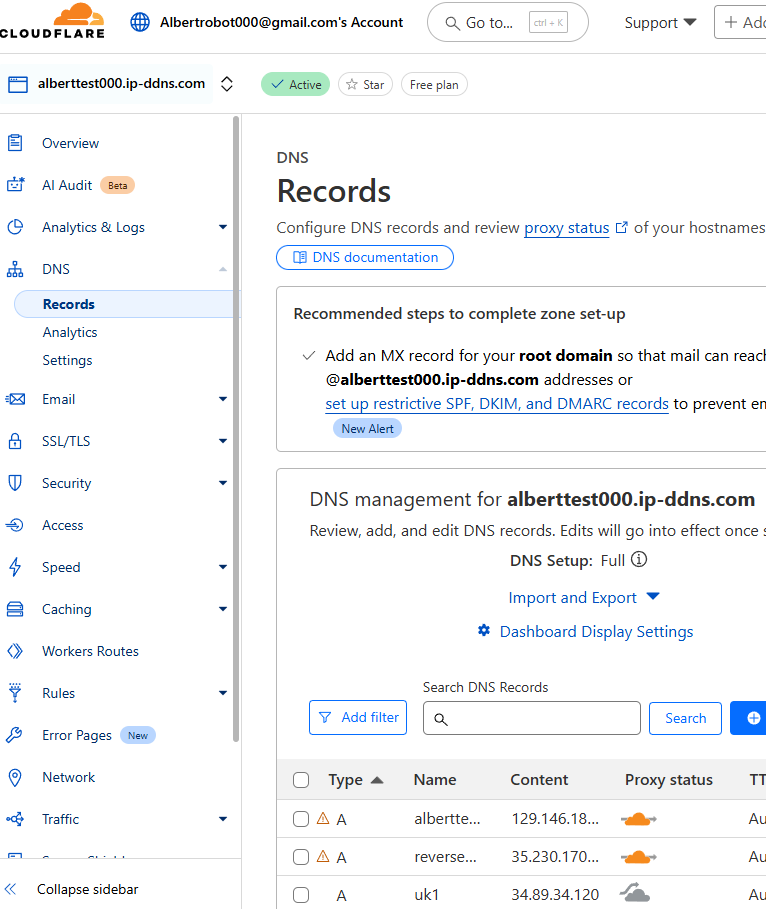 CLOUDFLARE
Albertrobot000@gmail.com's Account
Go to... ctrl + K
Support
+ Add
alberttest000.ip-ddns.com
Active
Star
Free plan
Overview
AI Audit Beta
Analytics & Logs
DNS
Records
Analytics
Settings
Email
SSL/TLS
Security
Access
Speed
Caching
Workers Routes
Rules
Error Pages New
Network
Traffic
Collapse sidebar
DNS
Records
Configure DNS records and review proxy status of your hostnames
DNS documentation
Recommended steps to complete zone set-up
Add an MX record for your root domain so that mail can reach
@alberttest000.ip-ddns.com addresses or
set up restrictive SPF, DKIM, and DMARC records to prevent em
New Alert
DNS management for alberttest000.ip-ddns.com
Review, add, and edit DNS records. Edits will go into effect once s
DNS Setup: Full
Import and Export
Dashboard Display Settings
Search DNS Records
Add filter
Search
Type Name Content Proxy status TT
A albertte... 129.146.18... Au
A reverse... 35.230.170... Au
A uk1 34.89.34.120 Au